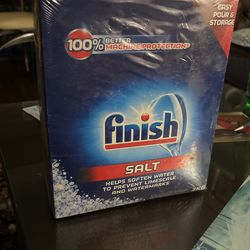 EASY
POUR &
STORAGE
100% BETTER
MACHINE PROTECTION*
finish
SALT
HELPS SOFTEN WATER
TO PREVENT LIMESCALE
AND WATERMARKS